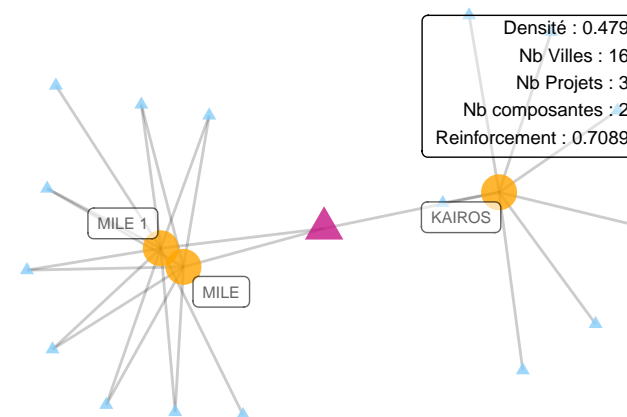 Densité : 0.479
Nb Villes : 16
Nb Projets : 3
Nb composantes : 2
Reinforcement : 0.7089
MILE 1
KAIROS
MILE